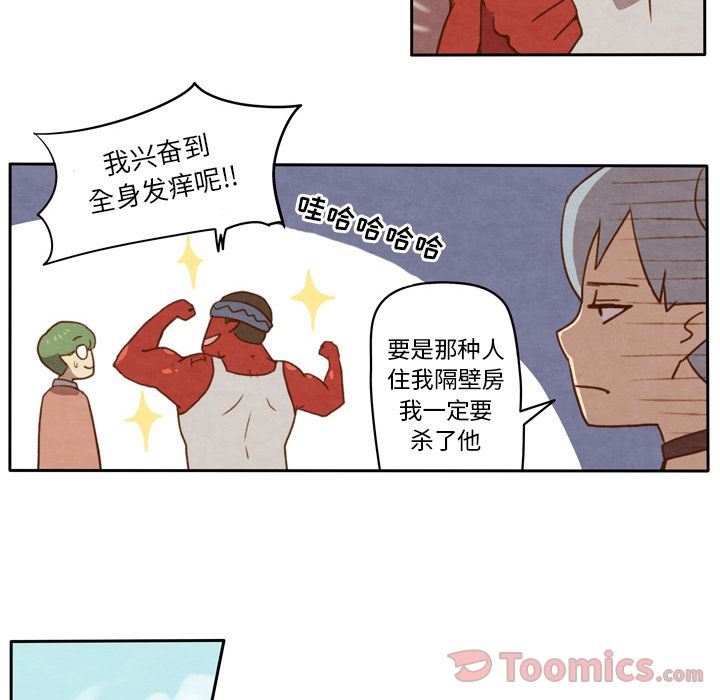 我兴奋到
全身发痒呢!!
哇哈哈哈哈
要是那种人
住我隔壁房
我一定要
杀了他
Toomics.com